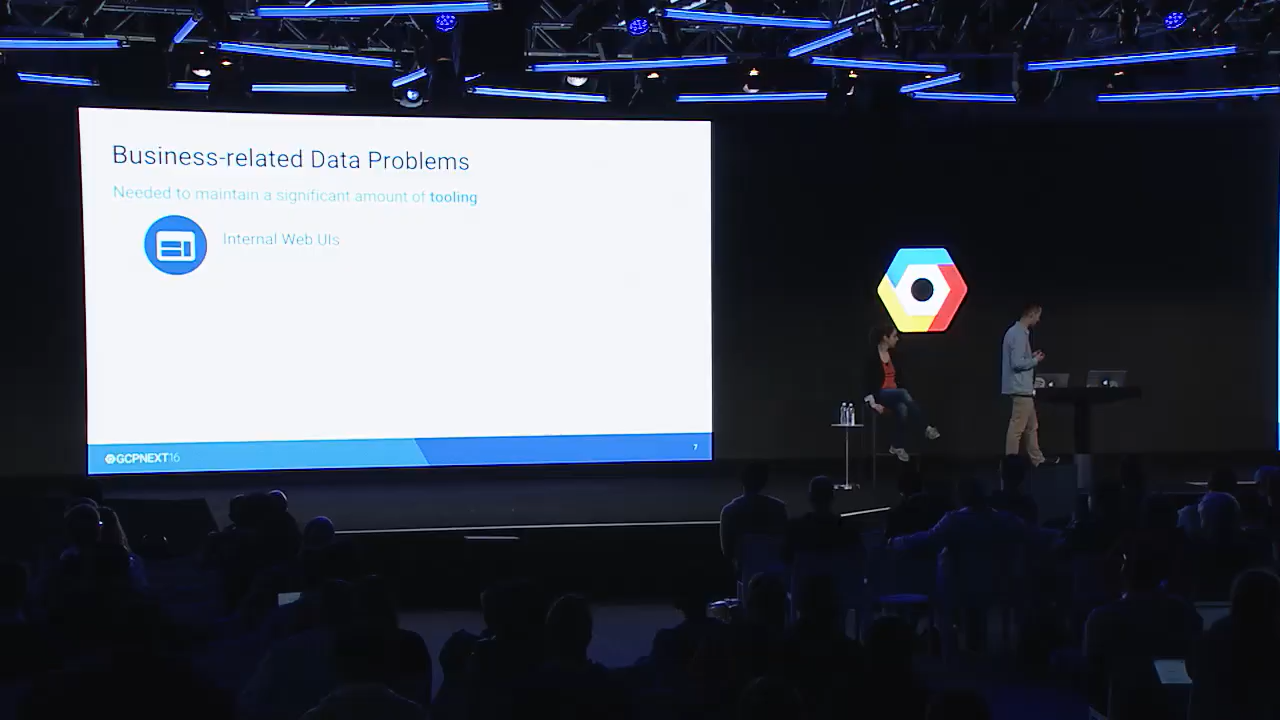 Business-related Data Problems
Needed to maintain a significant amount of tooling
Internal Web UIs
GCPNEXT16
7